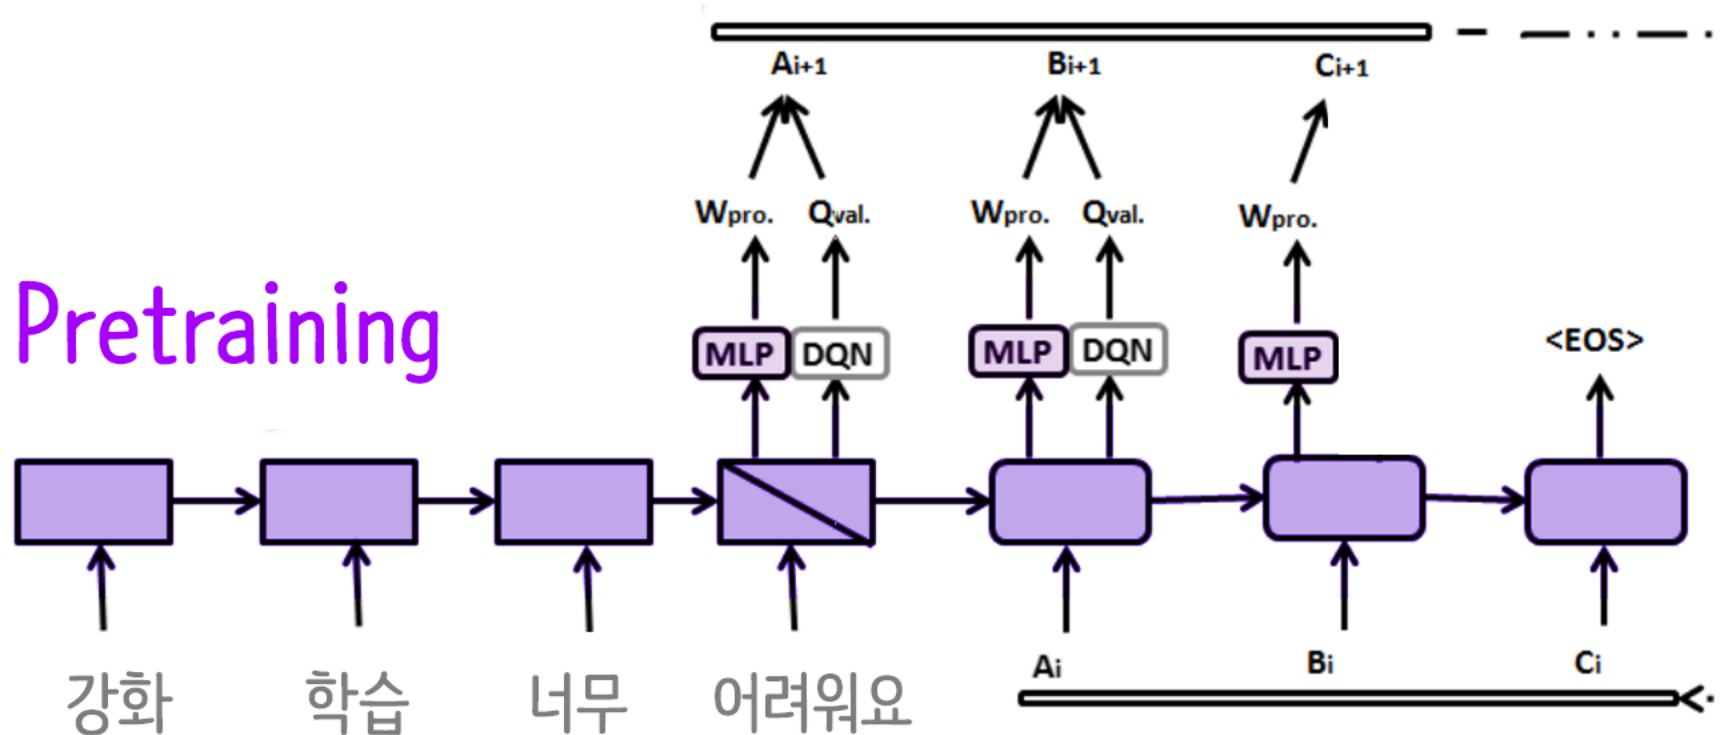 Ai+1 Bi+1 Ci+1
Wpro. Qval. Wpro. Qval. Wpro.
Pretraining
MLP DQN MLP DQN MLP <EOS>
강화 학습 너무 어려워요
Ai Bi Ci